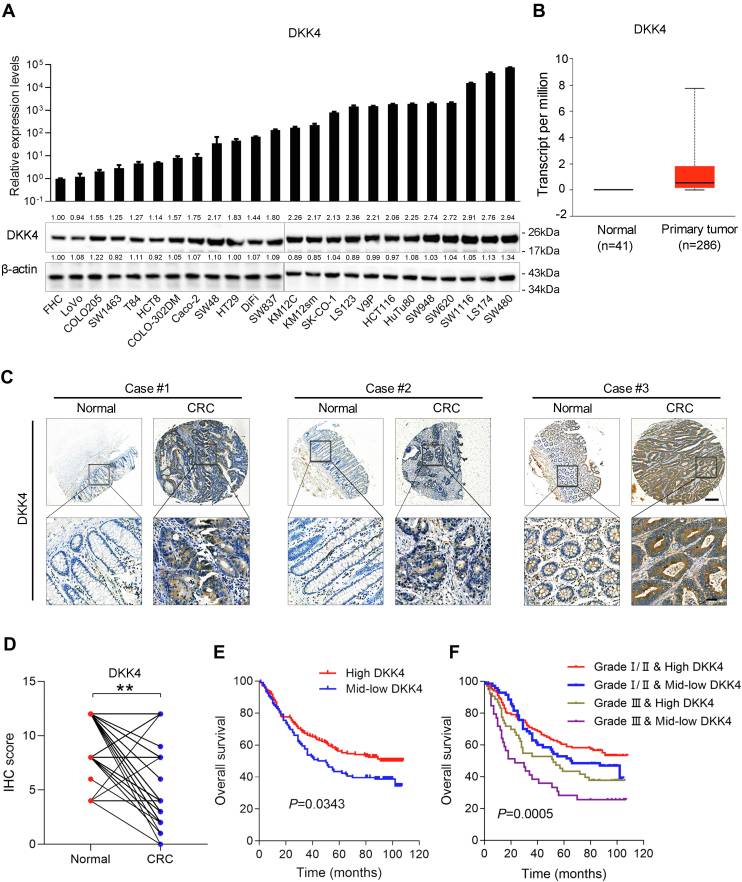 A
DKK4
Relative expression levels
10⁵
10⁴
10³
10²
10¹
10⁰
10⁻¹
1.00 0.94 1.55 1.25 1.27 1.14 1.57 1.75 2.17 1.83 1.44 1.80 2.26 2.17 2.13 2.36 2.21 2.06 2.25 2.74 2.72 2.91 2.76 2.94
DKK4
- 26kDa
- 17kDa
1.00 1.08 1.22 0.82 1.11 0.92 1.05 1.07 1.10 1.00 1.07 1.09 0.89 0.85 1.04 0.89 0.99 0.97 1.08 1.03 1.04 1.05 1.13 1.34
β-actin
- 43kDa
- 34kDa
FHC LoVo COLO205 SW1463 T84 HCT8 COLO-302DM Caco-2 SW48 HT29 DiFi SW837 KM12C KM12sm SK-CO-1 LS123 V9P HCT116 HuTu80 SW948 SW620 SW1116 LS174 SW480
B
DKK4
Transcript per million
10
8
6
4
2
0
-2
Normal Primary tumor
(n=41) (n=286)
C
Case #1 Case #2 Case #3
Normal CRC Normal CRC Normal CRC
DKK4
D
DKK4
**
IHC score
15
10
5
0
Normal CRC
E
High DKK4
Mid-low DKK4
Overall survival
100
80
60
40
20
0
P=0.0343
0 20 40 60 80 100 120
Time (months)
F
Grade Ⅰ/Ⅱ & High DKK4
Grade Ⅰ/Ⅱ & Mid-low DKK4
Grade Ⅲ & High DKK4
Grade Ⅲ & Mid-low DKK4
Overall survival
100
80
60
40
20
0
P=0.0005
0 20 40 60 80 100 120
Time (months)